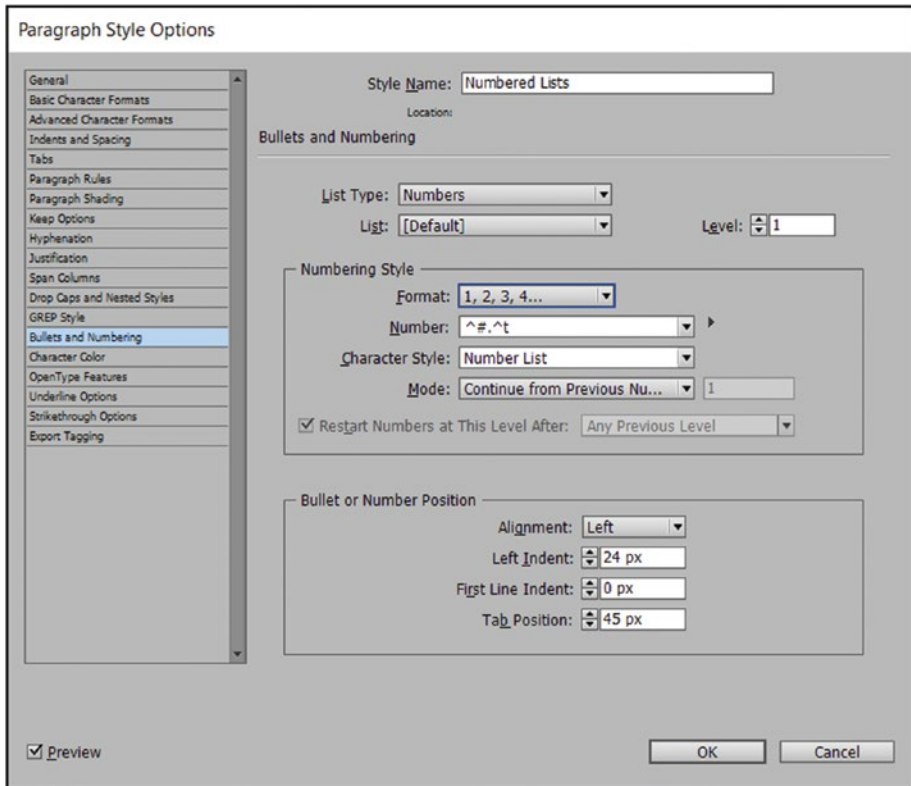 Paragraph Style Options
General
Basic Character Formats
Advanced Character Formats
Indents and Spacing
Tabs
Paragraph Rules
Paragraph Shading
Keep Options
Hyphenation
Justification
Span Columns
Drop Caps and Nested Styles
GREP Style
Bullets and Numbering
Character Color
OpenType Features
Underline Options
Strikethrough Options
Export Tagging
Style Name: Numbered Lists
Location:
Bullets and Numbering
List Type: Numbers
List: [Default] Level: 1
Numbering Style
Format: 1, 2, 3, 4...
Number: ^#.^t
Character Style: Number List
Mode: Continue from Previous Nu... 1
Restart Numbers at This Level After: Any Previous Level
Bullet or Number Position
Alignment: Left
Left Indent: 24 px
First Line Indent: 0 px
Tab Position: 45 px
Preview OK Cancel